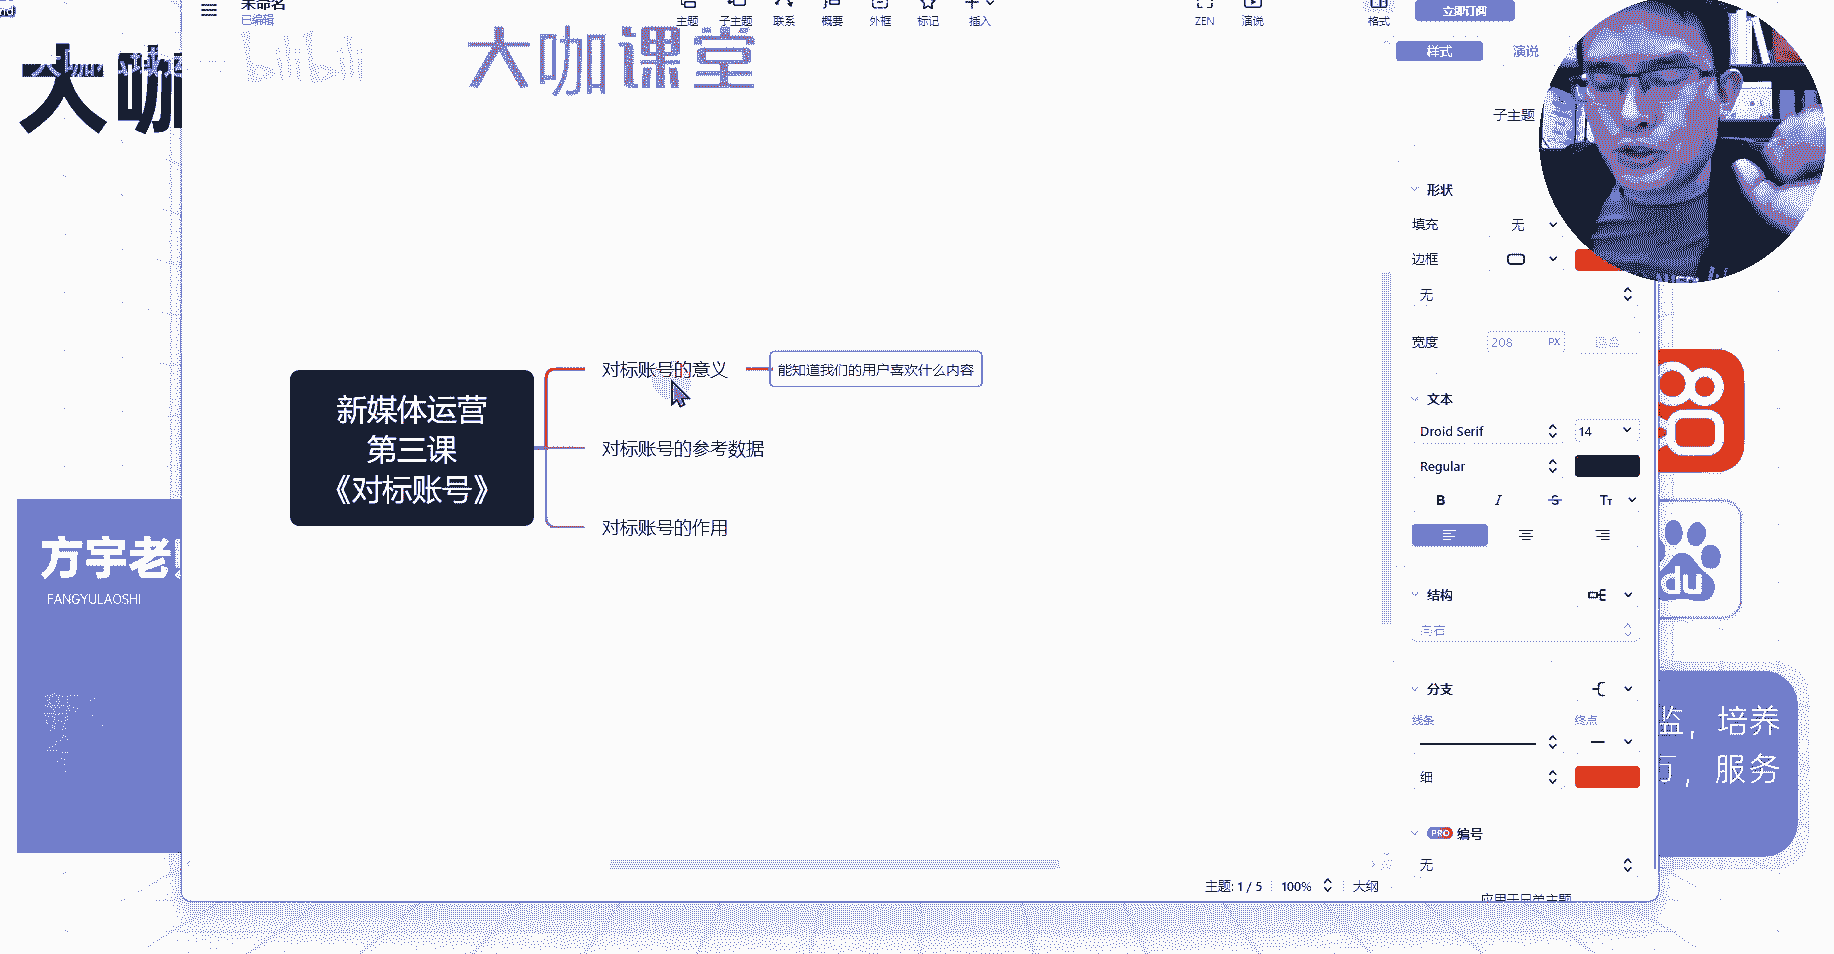 未命名
已编辑
主题
子主题
联系
概要
外框
标记
插入
ZEN
演说
格式
立即订阅
bilibili
大咖课堂
大咖
样式
演说
子主题
形状
填充
无
边框
无
宽度
208
PX
文本
Droid Serif
14
Regular
B
I
S
Tт
结构
向右
分支
线条
终点
细
PRO
编号
无
新媒体运营
第三课
《对标账号》
对标账号的意义
能知道我们的用户喜欢什么内容
对标账号的参考数据
对标账号的作用
方宇老
FANGYULAOSHI
du
监，培养
万，服务
主题: 1 / 5
100%
大纲